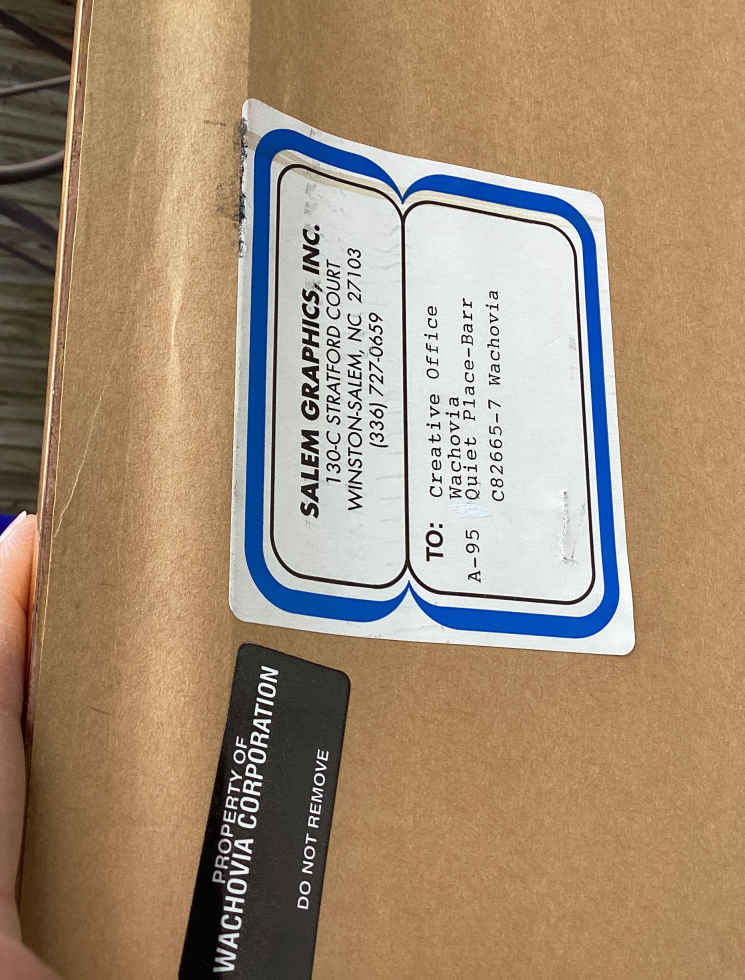 SALEM GRAPHICS, INC.
130-C STRATFORD COURT
WINSTON-SALEM, NC 27103
(336) 727-0659
TO: Creative Office
Wachovia
A-95 Quiet Place-Barr
C82665-7 Wachovia
PROPERTY OF
WACHOVIA CORPORATION
DO NOT REMOVE